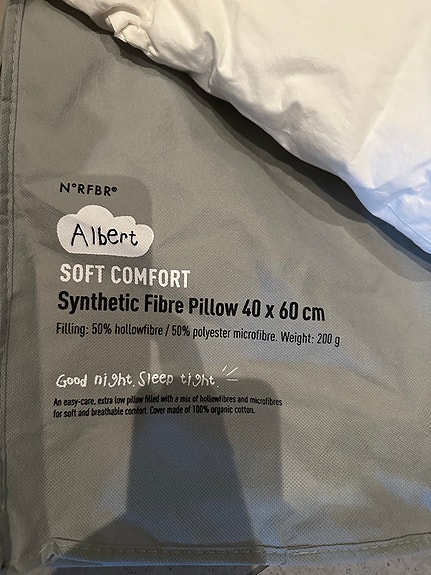 N°RFBR®
Albert
SOFT COMFORT
Synthetic Fibre Pillow 40 x 60 cm
Filling: 50% hollowfibre / 50% polyester microfibre. Weight: 200 g
Good night. Sleep tight.
An easy-care, extra low pillow filled with a mix of hollowfibres and microfibres
for soft and breathable comfort. Cover made of 100% organic cotton.